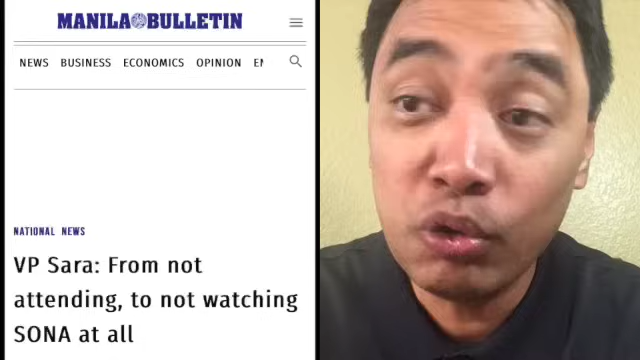 MANILA BULLETIN
NEWS BUSINESS ECONOMICS OPINION
NATIONAL NEWS
VP Sara: From not
attending, to not watching
SONA at all